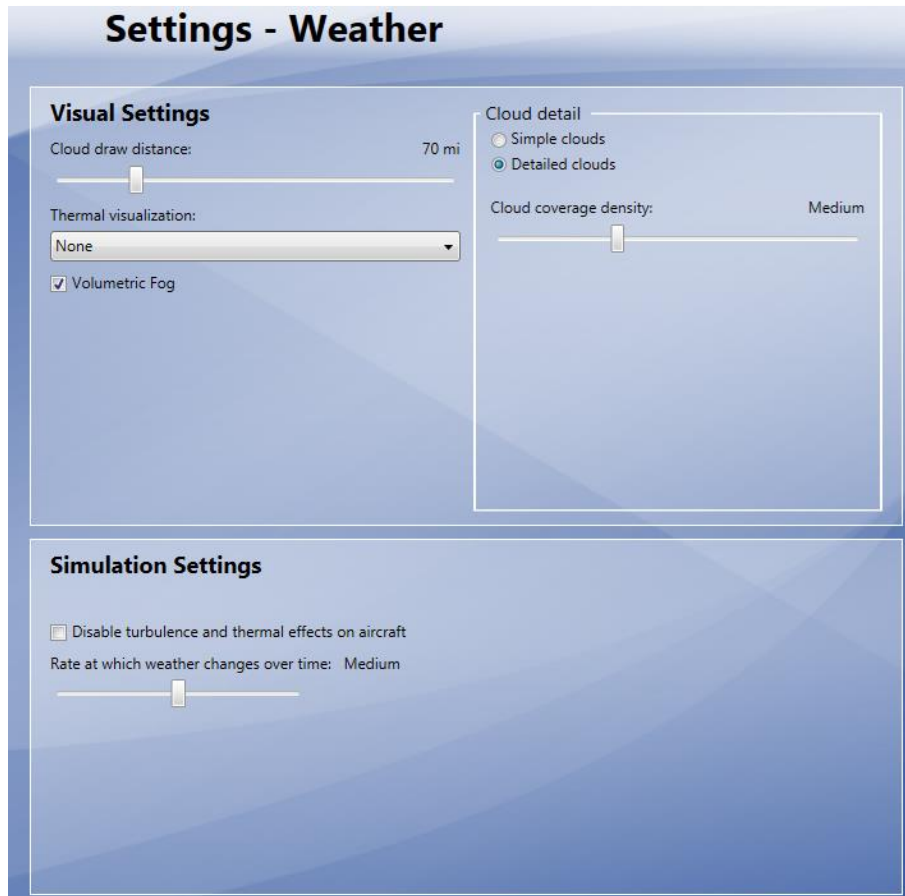 Settings - Weather
Visual Settings
Cloud draw distance: 70 mi
Thermal visualization:
None
Volumetric Fog
Cloud detail
Simple clouds
Detailed clouds
Cloud coverage density: Medium
Simulation Settings
Disable turbulence and thermal effects on aircraft
Rate at which weather changes over time: Medium